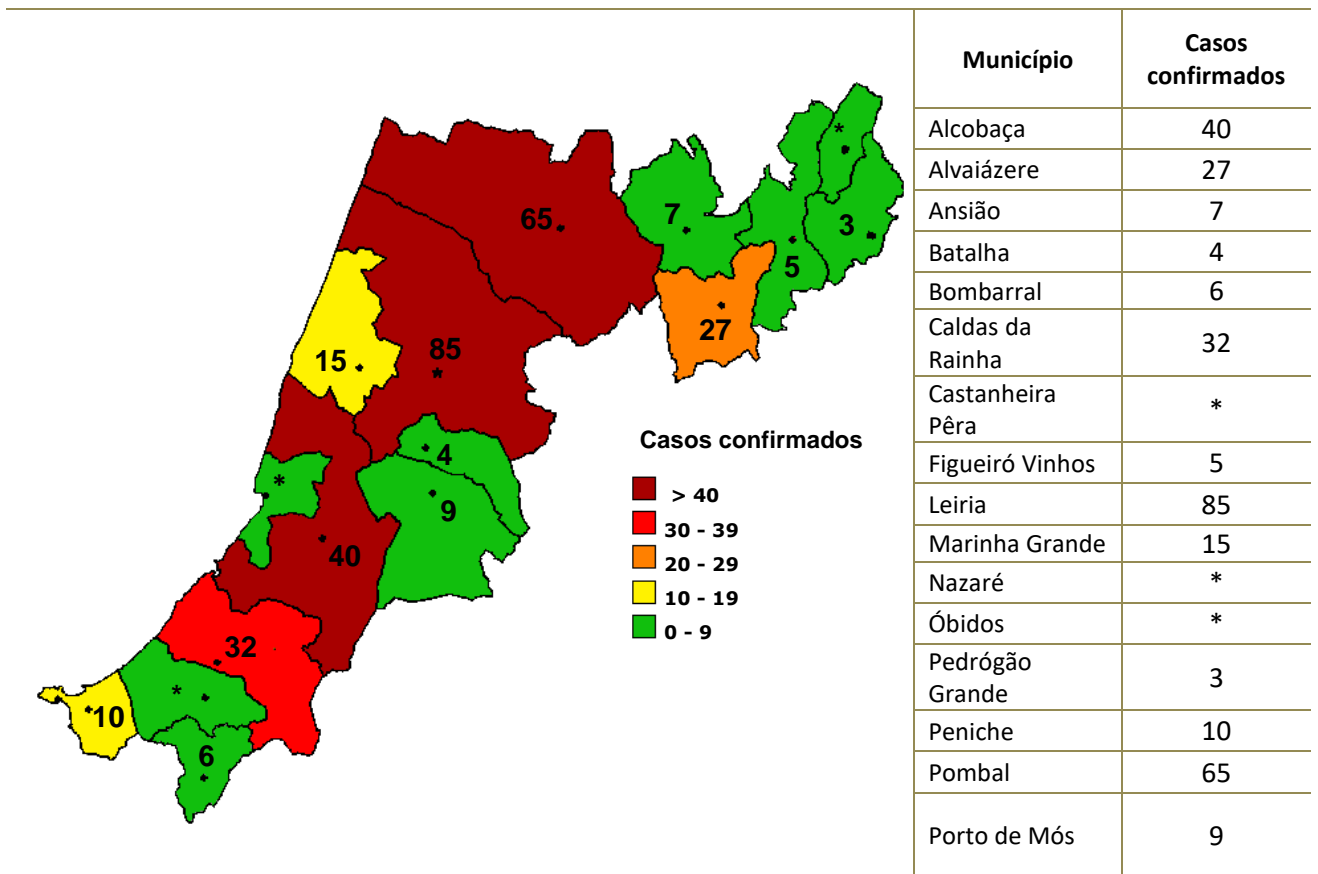 *
65
7
3
5
27
15
85
4
*
9
40
32
*
10
6
Casos confirmados
> 40
30 - 39
20 - 29
10 - 19
0 - 9
Município Casos
confirmados
Alcobaça 40
Alvaiázere 27
Ansião 7
Batalha 4
Bombarral 6
Caldas da
Rainha 32
Castanheira
Pêra *
Figueiró Vinhos 5
Leiria 85
Marinha Grande 15
Nazaré *
Óbidos *
Pedrógão
Grande 3
Peniche 10
Pombal 65
Porto de Mós 9